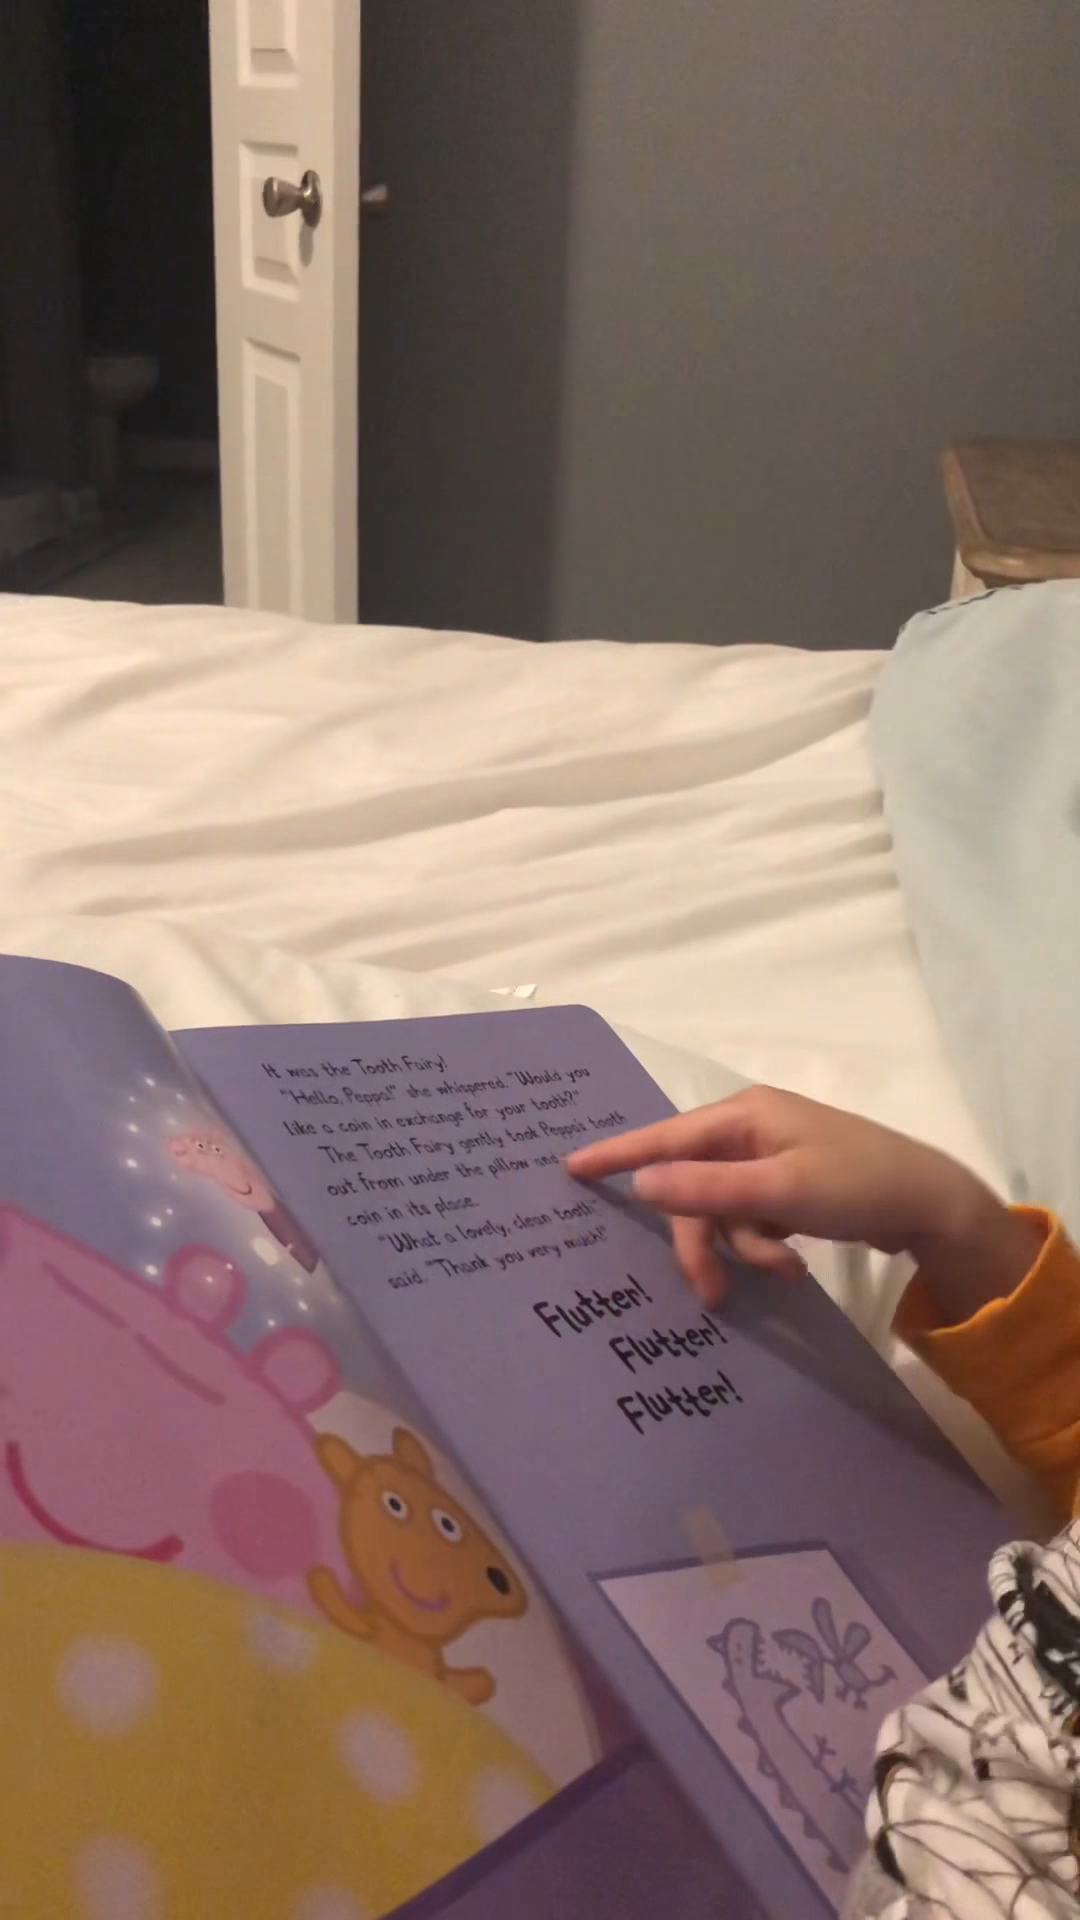 It was the Tooth Fairy!
"Hello, Peppa!" she whispered. "Would you
like a coin in exchange for your tooth?"
The Tooth Fairy gently took Peppa's tooth
out from under the pillow and
coin in its place.
"What a lovely, clean tooth,"
said. "Thank you very much!"
Flutter!
Flutter!
Flutter!